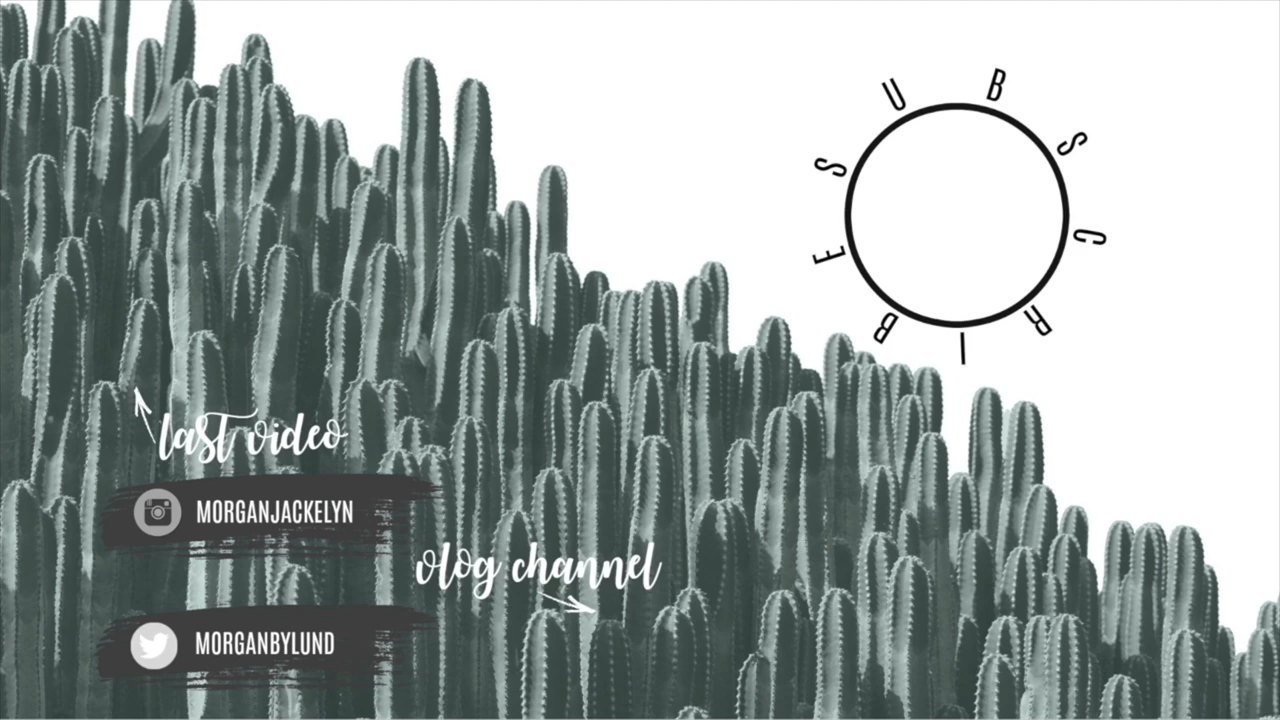 SUBSCRIBE
last video
MORGANJACKELYN
vlog channel
MORGANBYLUND